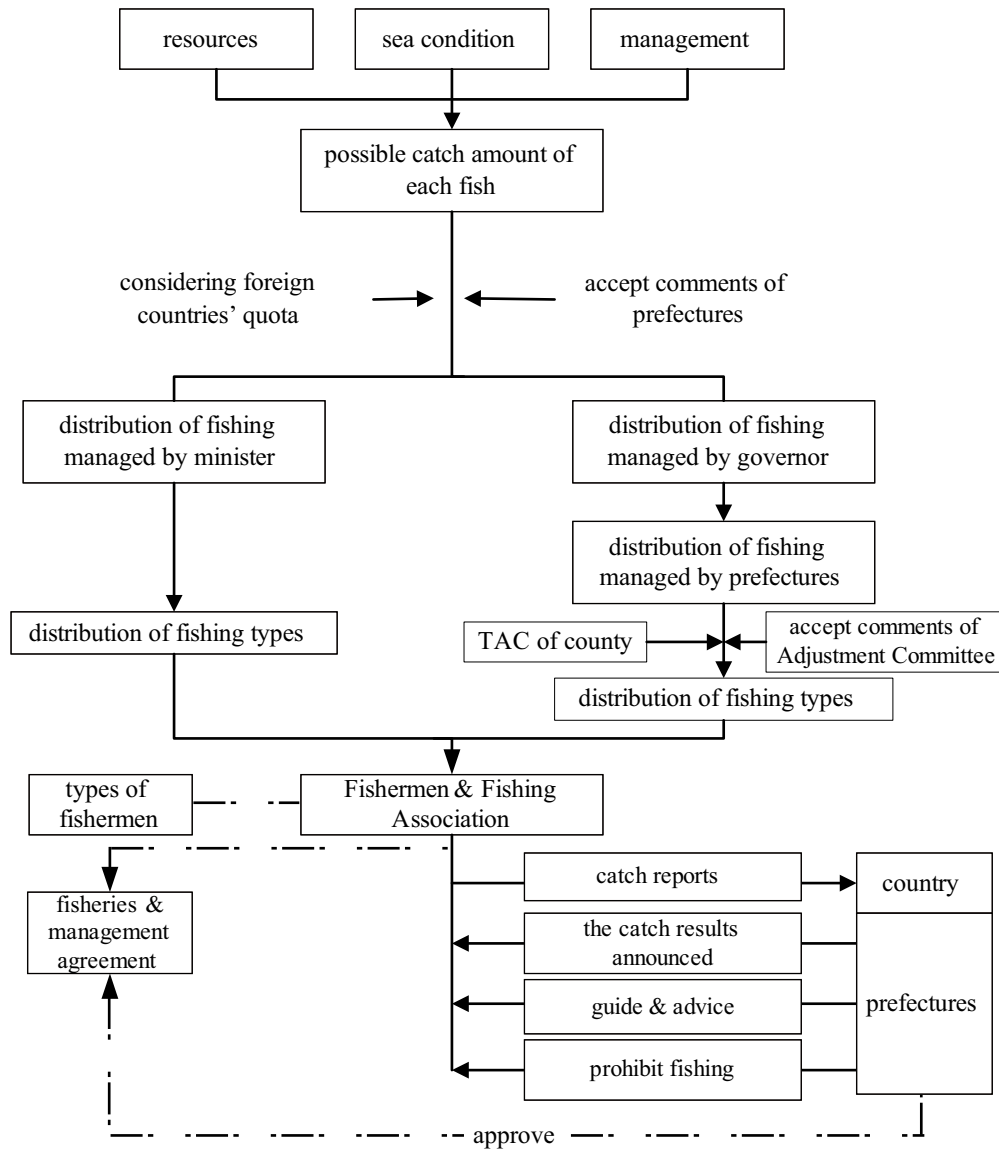 resources
sea condition
management
possible catch amount of
each fish
considering foreign
countries' quota
accept comments of
prefectures
distribution of fishing
managed by minister
distribution of fishing
managed by governor
distribution of fishing
managed by prefectures
distribution of fishing types
TAC of county
accept comments of
Adjustment Committee
distribution of fishing types
types of
fishermen
Fishermen & Fishing
Association
fisheries &
management
agreement
catch reports
country
the catch results
announced
guide & advice
prefectures
prohibit fishing
approve